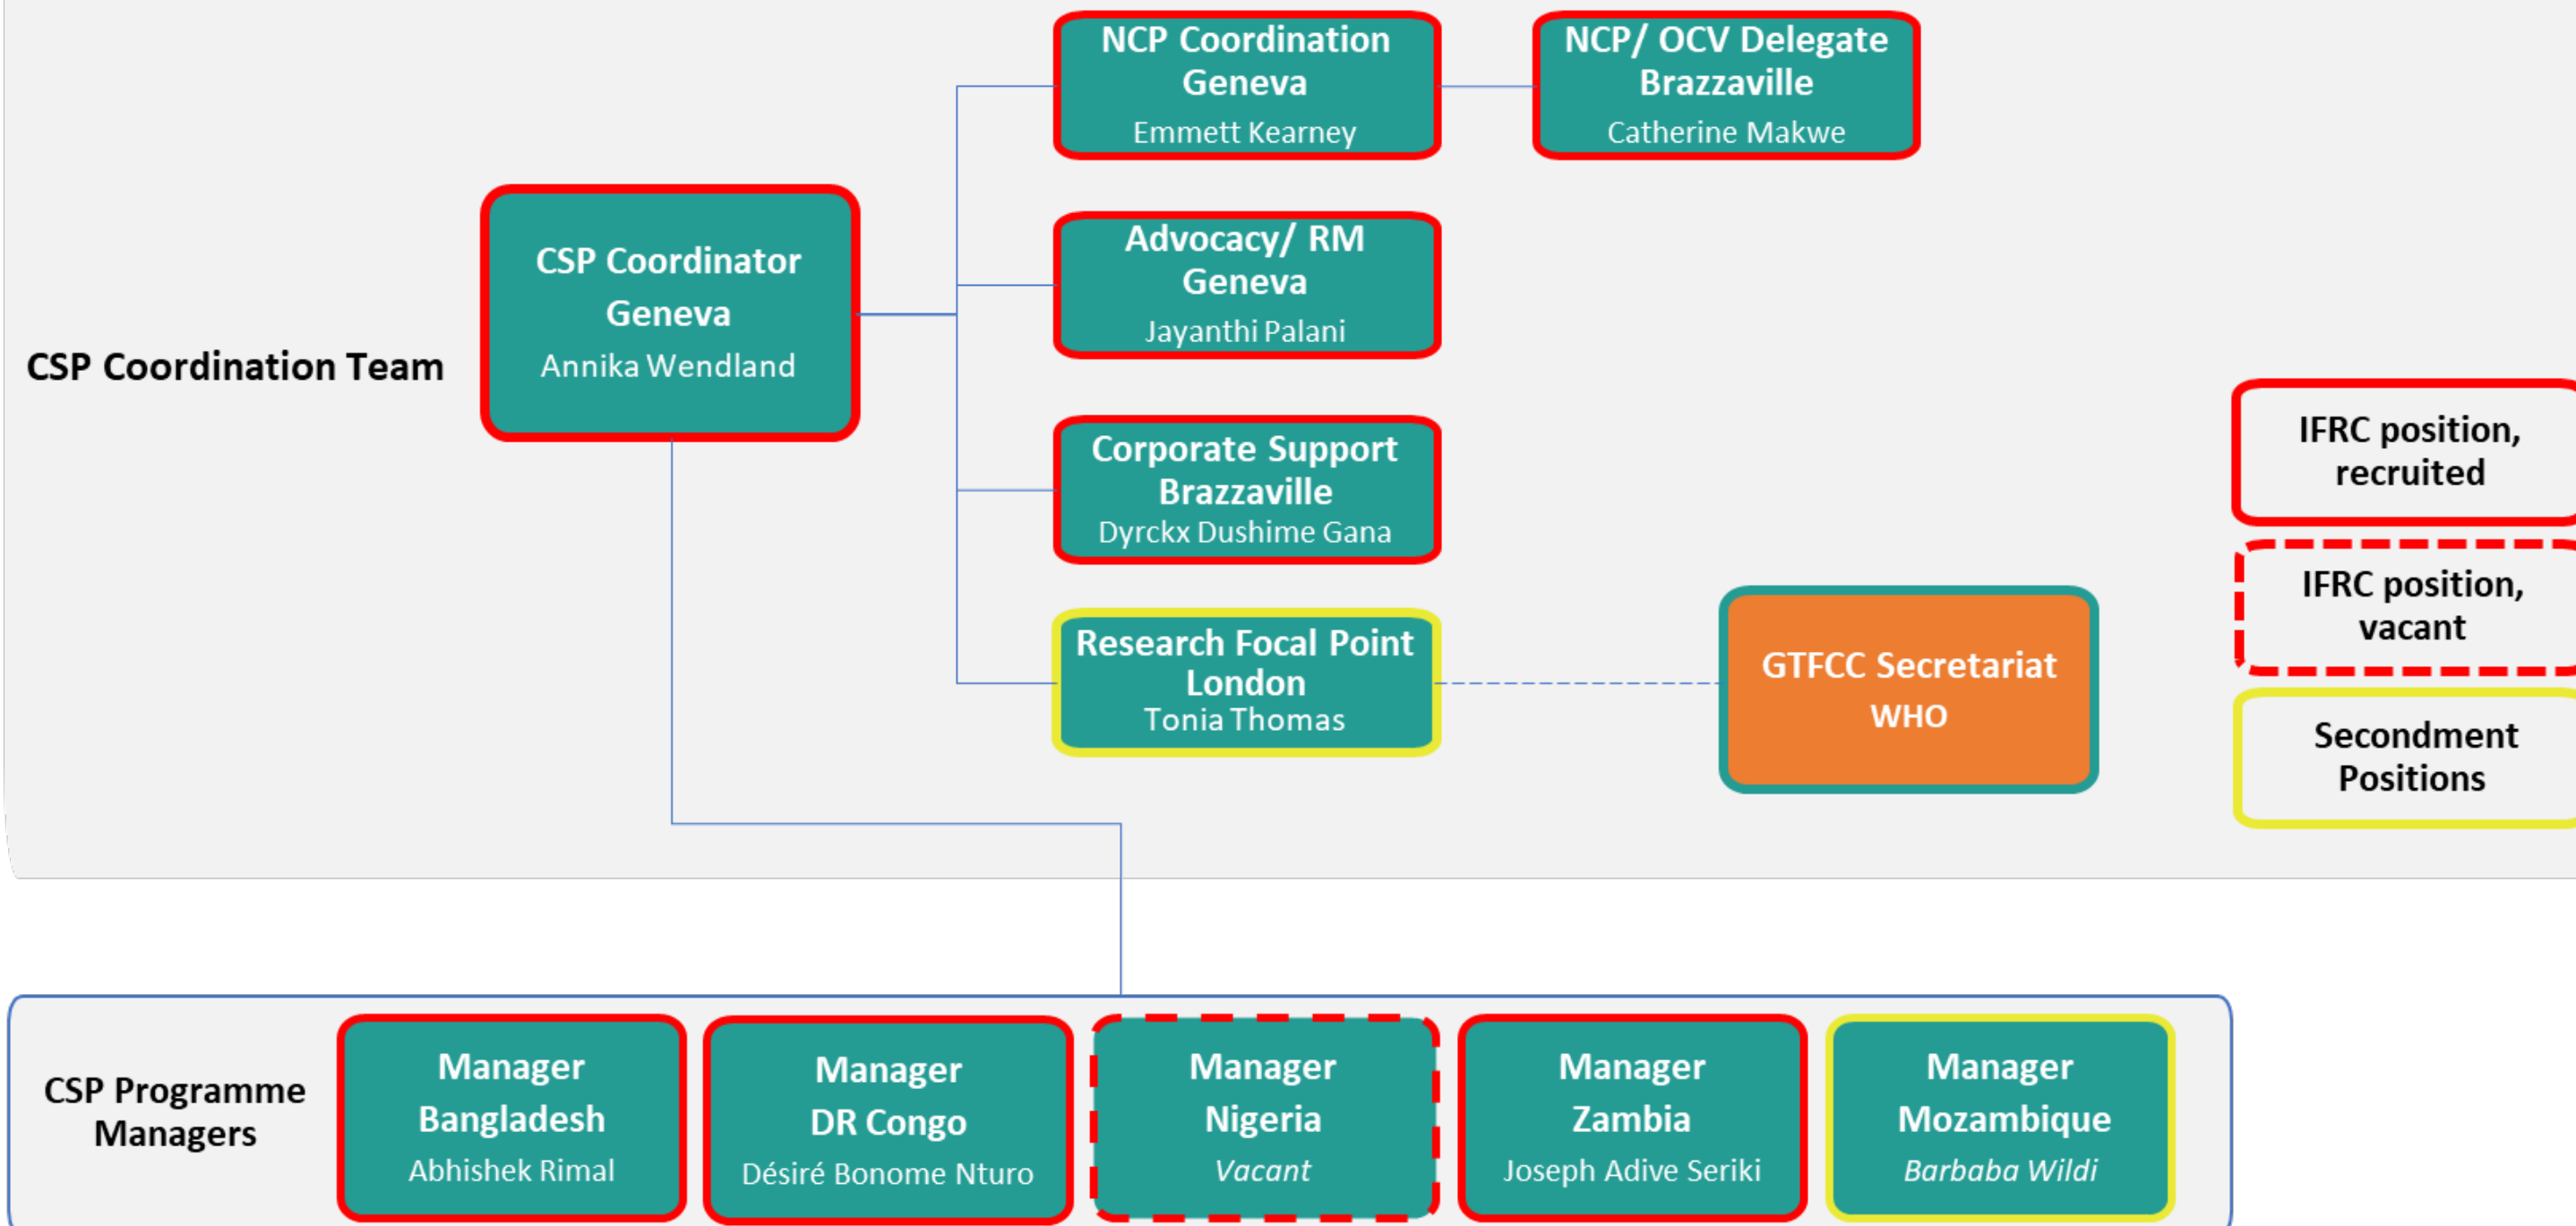 NCP Coordination
Geneva
Emmett Kearney
NCP/ OCV Delegate
Brazzaville
Catherine Makwe
CSP Coordinator
Geneva
Annika Wendland
Advocacy/ RM
Geneva
Jayanthi Palani
CSP Coordination Team
Corporate Support
Brazzaville
Dyrckx Dushime Gana
Research Focal Point
London
Tonia Thomas
GTFCC Secretariat
WHO
IFRC position,
recruited
IFRC position,
vacant
Secondment
Positions
CSP Programme
Managers
Manager
Bangladesh
Abhishek Rimal
Manager
DR Congo
Désiré Bonome Nturo
Manager
Nigeria
Vacant
Manager
Zambia
Joseph Adive Seriki
Manager
Mozambique
Barbaba Wildi